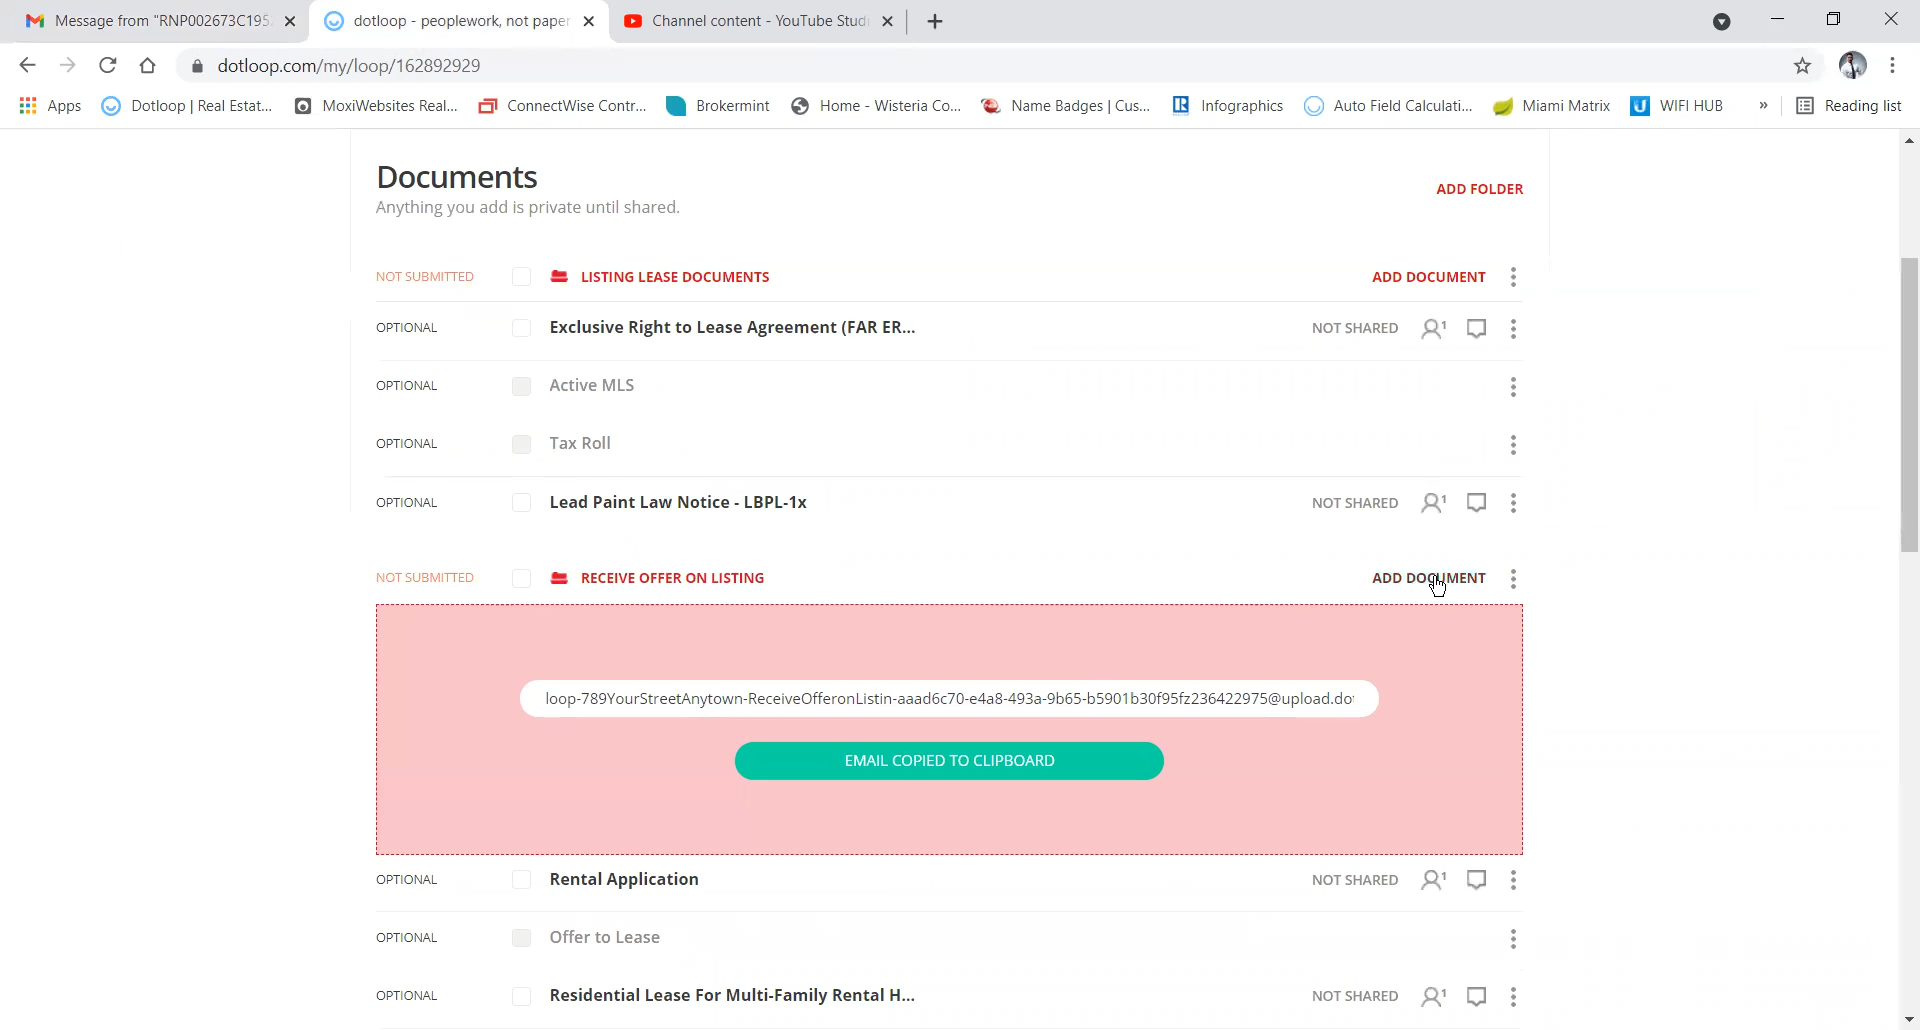 Message from "RNP002673C195
dotloop - peoplework, not paper
Channel content - YouTube Studi
dotloop.com/my/loop/162892929
Apps Dotloop | Real Estat... MoxiWebsites Real... ConnectWise Contr... Brokermint Home - Wisteria Co... Name Badges | Cus... Infographics Auto Field Calculati... Miami Matrix WIFI HUB » Reading list
Documents
ADD FOLDER
Anything you add is private until shared.
NOT SUBMITTED LISTING LEASE DOCUMENTS ADD DOCUMENT
OPTIONAL Exclusive Right to Lease Agreement (FAR ER... NOT SHARED 1
OPTIONAL Active MLS
OPTIONAL Tax Roll
OPTIONAL Lead Paint Law Notice - LBPL-1x NOT SHARED 1
NOT SUBMITTED RECEIVE OFFER ON LISTING ADD DOCUMENT
loop-789YourStreetAnytown-ReceiveOfferonListin-aaad6c70-e4a8-493a-9b65-b5901b30f95fz236422975@upload.do
EMAIL COPIED TO CLIPBOARD
OPTIONAL Rental Application NOT SHARED 1
OPTIONAL Offer to Lease
OPTIONAL Residential Lease For Multi-Family Rental H... NOT SHARED 1